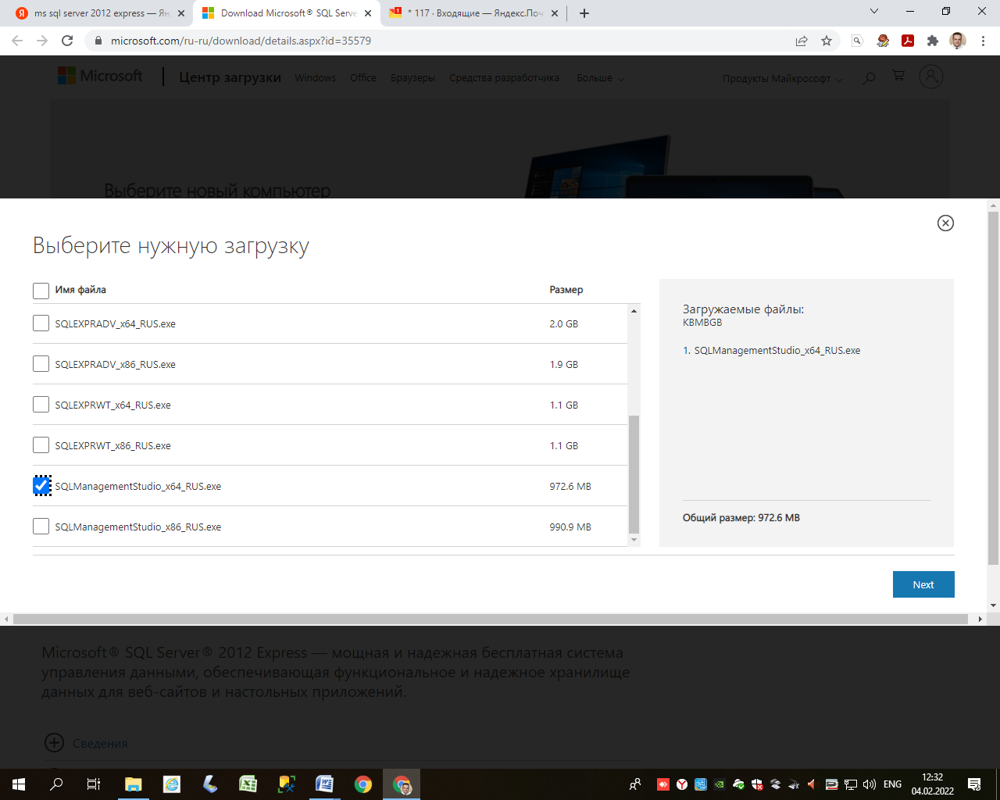 ms sql server 2012 express — Ян
Download Microsoft® SQL Serve
* 117 · Входящие — Яндекс.Поч
microsoft.com/ru-ru/download/details.aspx?id=35579
Microsoft
Центр загрузки
Windows
Office
Браузеры
Средства разработчика
Больше
Продукты Майкрософт
Выберите новый компьютер
Выберите нужную загрузку
Имя файла
Размер
SQLEXPRADV_x64_RUS.exe
2.0 GB
SQLEXPRADV_x86_RUS.exe
1.9 GB
SQLEXPRWT_x64_RUS.exe
1.1 GB
SQLEXPRWT_x86_RUS.exe
1.1 GB
SQLManagementStudio_x64_RUS.exe
972.6 MB
SQLManagementStudio_x86_RUS.exe
990.9 MB
Загружаемые файлы:
KBMBGB
1. SQLManagementStudio_x64_RUS.exe
Общий размер: 972.6 MB
Next
Microsoft® SQL Server® 2012 Express — мощная и надежная бесплатная система
управления данными, обеспечивающая функциональное и надежное хранилище
данных для веб-сайтов и настольных приложений.
Сведения
ENG
12:32
04.02.2022